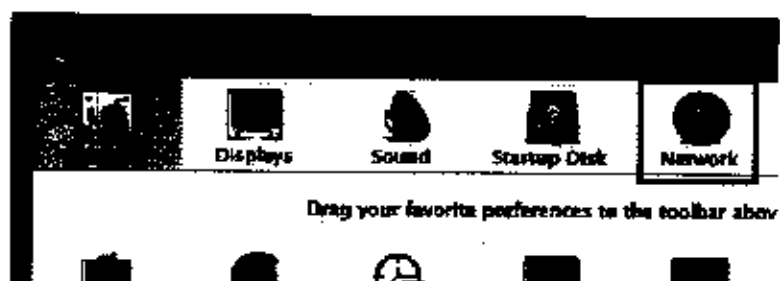 Displays Sound Startup Disk Network
Drag your favorite preferences to the toolbar abov